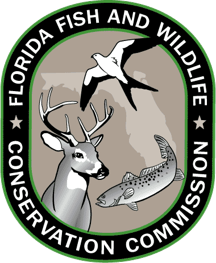 FLORIDA FISH AND WILDLIFE
CONSERVATION COMMISSION